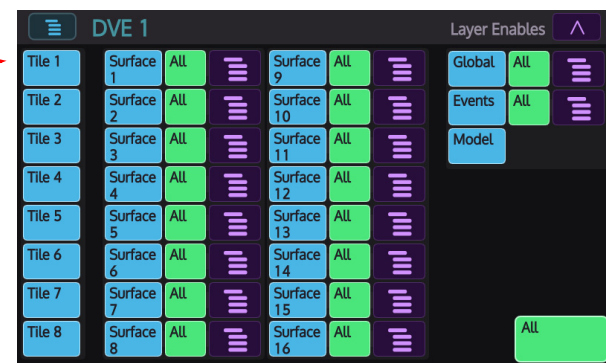 DVE 1
Layer Enables
Tile 1
Surface
1
All
Surface
9
All
Global
All
Tile 2
Surface
2
All
Surface
10
All
Events
All
Tile 3
Surface
3
All
Surface
11
All
Model
Tile 4
Surface
4
All
Surface
12
All
Tile 5
Surface
5
All
Surface
13
All
Tile 6
Surface
6
All
Surface
14
All
Tile 7
Surface
7
All
Surface
15
All
Tile 8
Surface
8
All
Surface
16
All
All